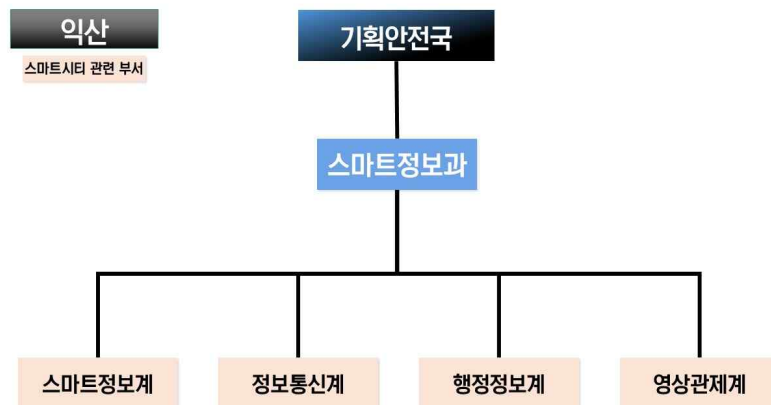 익산
스마트시티 관련 부서
기획안전국
스마트정보과
스마트정보계
정보통신계
행정정보계
영상관제계